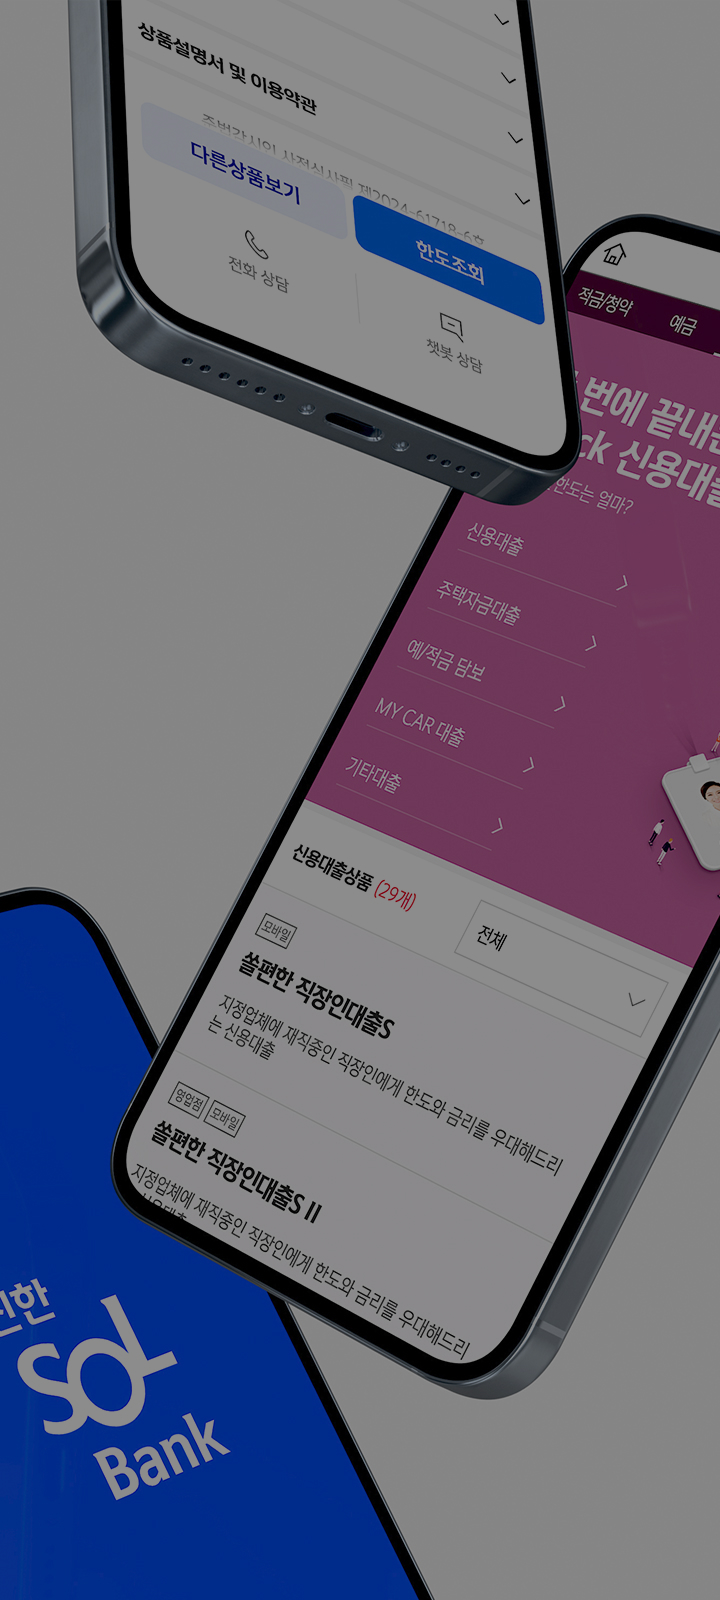 상품설명서 및 이용약관
준법감시인 사전심사필 제2024-61718-6호
다른상품보기
한도조회
전화 상담
챗봇 상담
적금/청약 예금
번에 끝내는
ck 신용대출
한도는 얼마?
신용대출
주택자금대출
예/적금 담보
MY CAR 대출
기타대출
신용대출상품 (29개)
전체
모바일
쏠편한 직장인대출S
지정업체에 재직중인 직장인에게 한도와 금리를 우대해드리
는 신용대출
영업점 모바일
쏠편한 직장인대출S II
지정업체에 재직중인 직장인에게 한도와 금리를 우대해드리
신용대출
신한
SOL
Bank